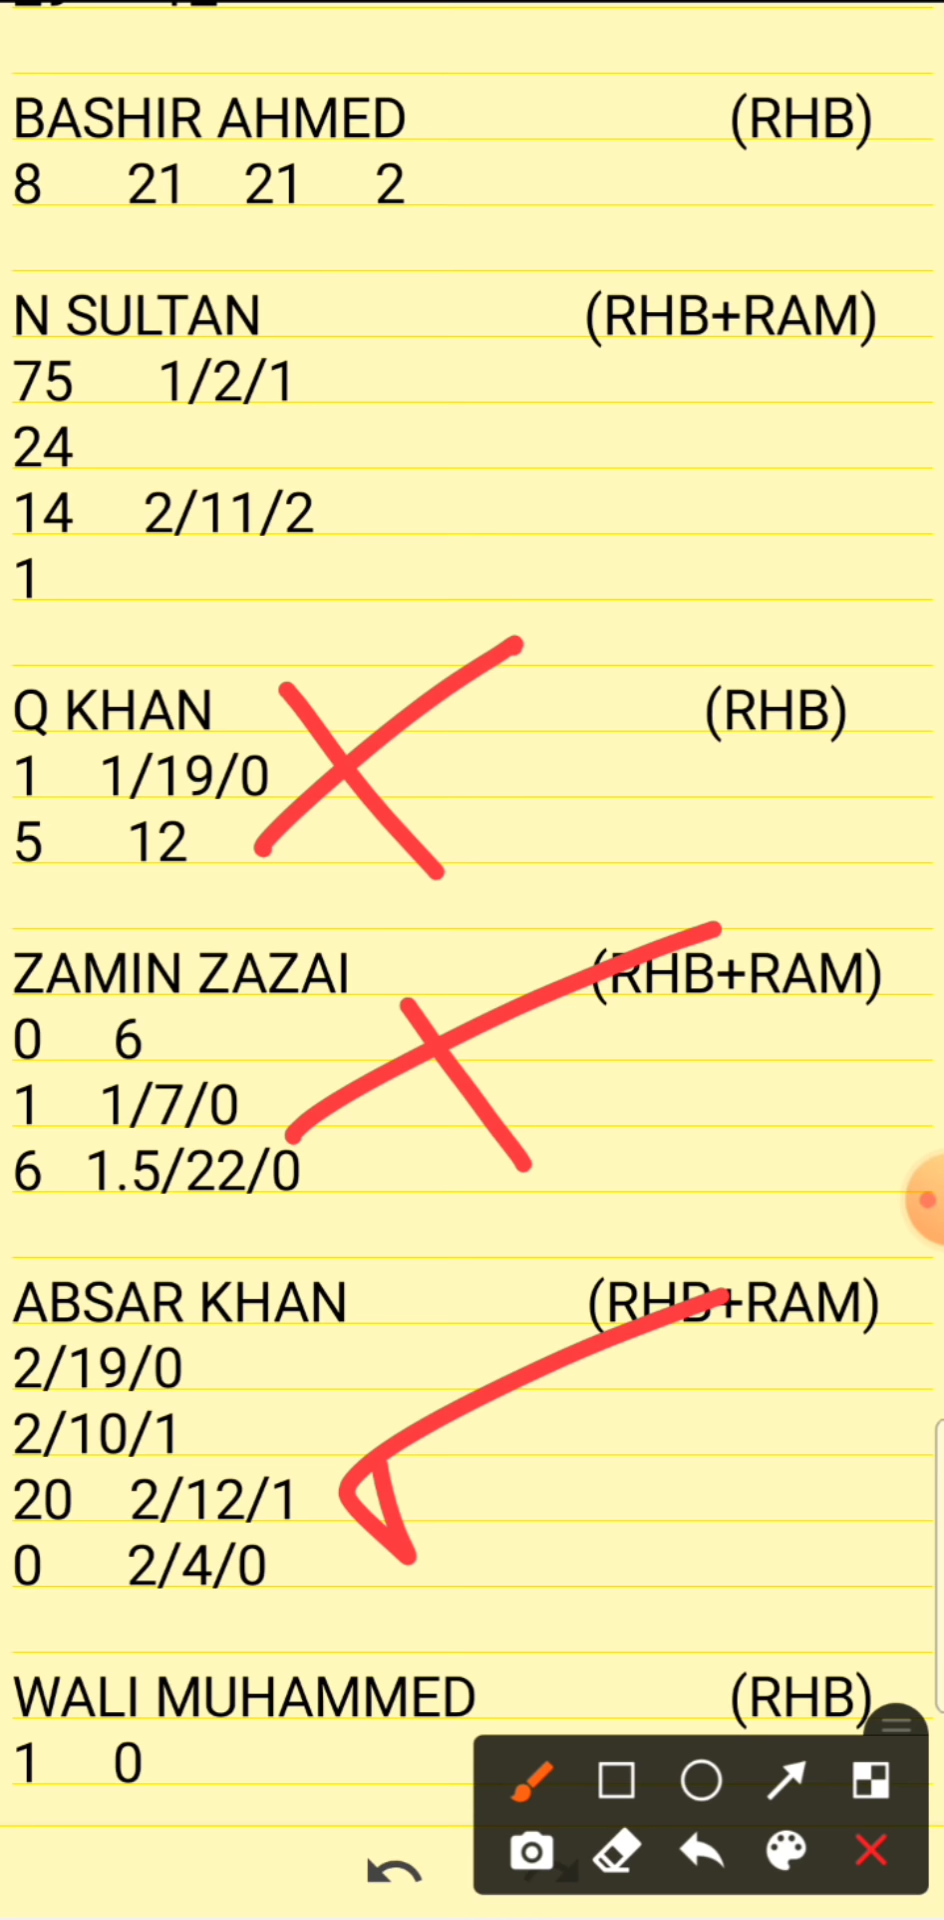 BASHIR AHMED (RHB)
8 21 21 2
N SULTAN (RHB+RAM)
75 1/2/1
24
14 2/11/2
1
Q KHAN (RHB)
1 1/19/0
5 12
ZAMIN ZAZAI (RHB+RAM)
0 6
1 1/7/0
6 1.5/22/0
ABSAR KHAN (RHB+RAM)
2/19/0
2/10/1
20 2/12/1
0 2/4/0
WALI MUHAMMED (RHB)
1 0